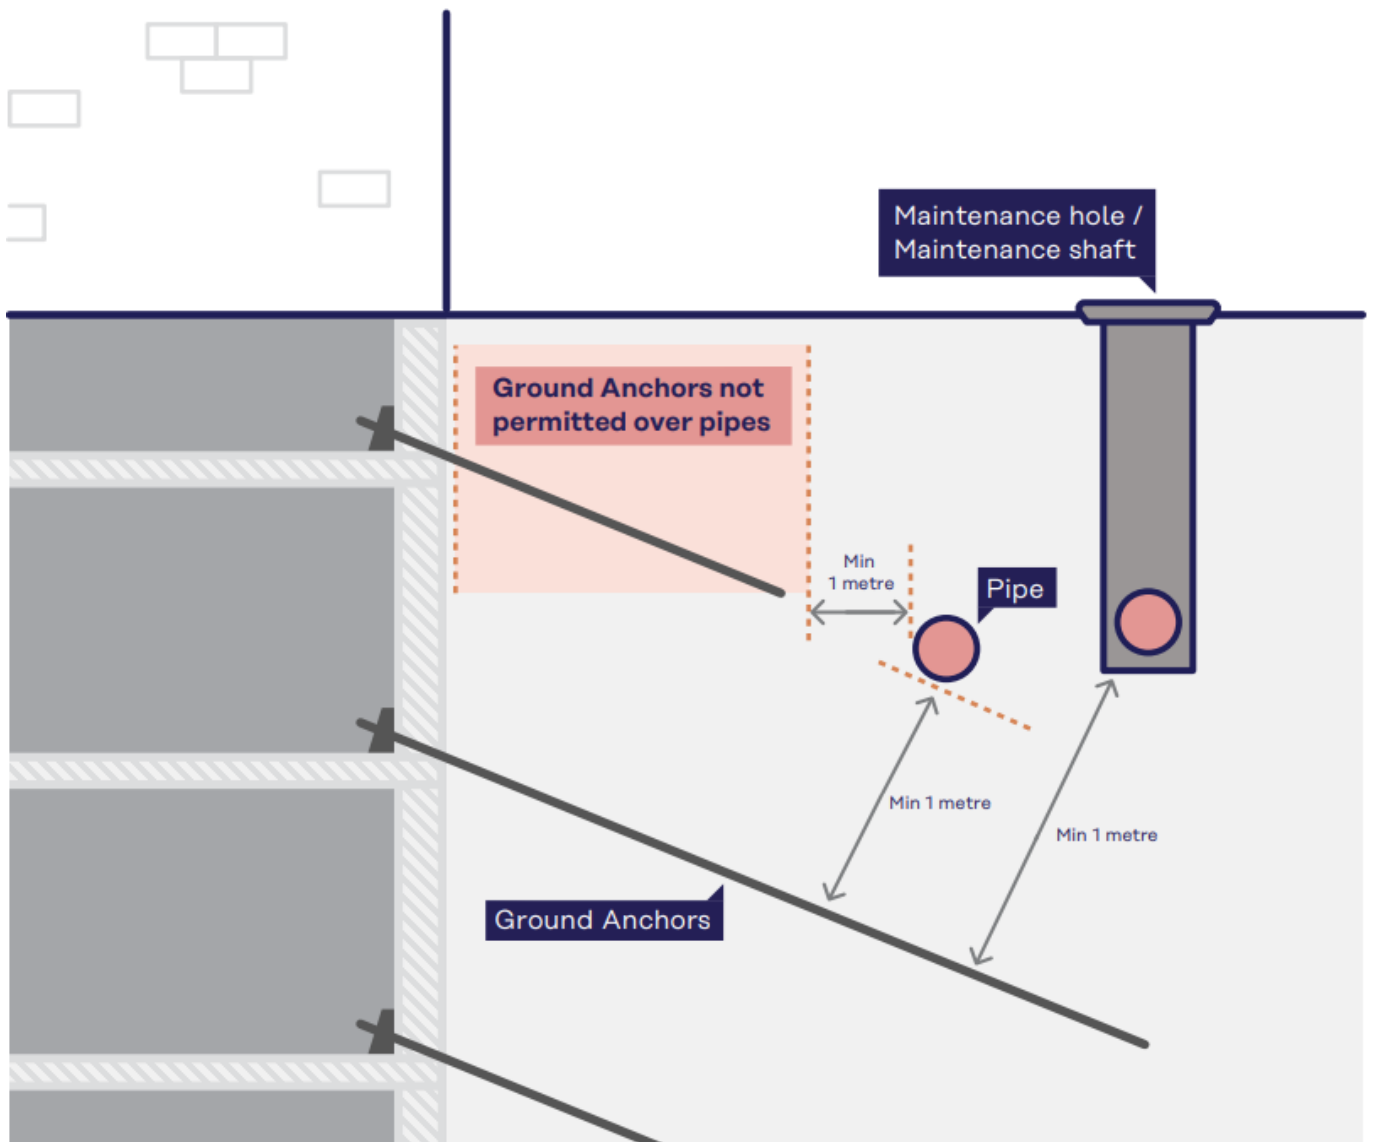 Maintenance hole /
Maintenance shaft
Ground Anchors not
permitted over pipes
Min
1 metre
Pipe
Min 1 metre
Min 1 metre
Ground Anchors